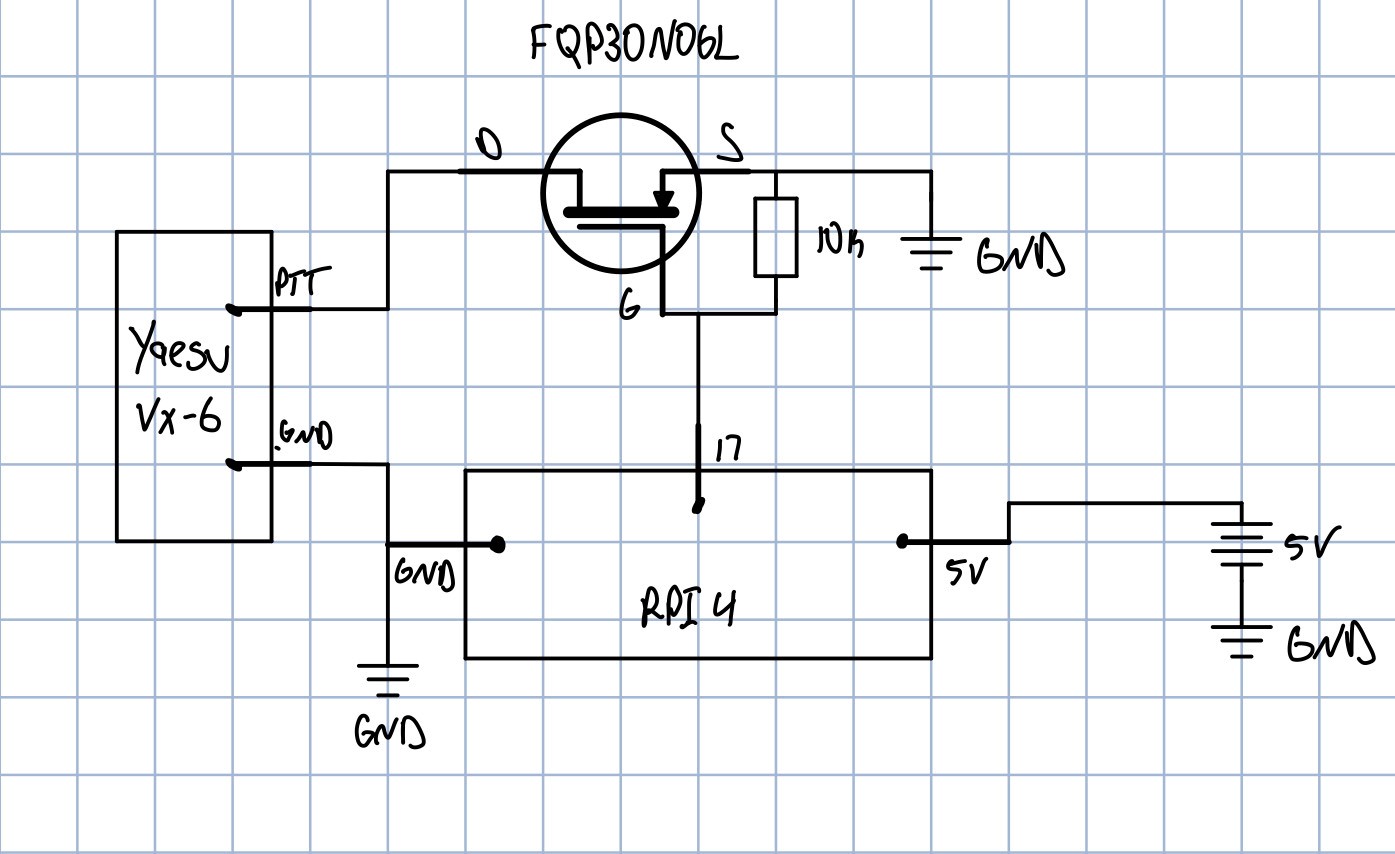 FQP30N06L
D
S
10k
GND
G
PTT
Yaesu
Vx-6
GND
17
GND
5V
RPI 4
5V
GND
GND